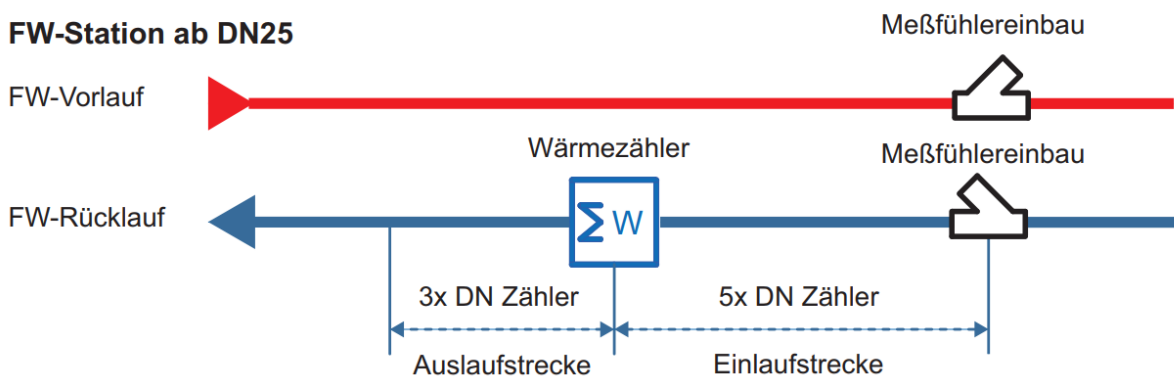 FW-Station ab DN25
Meßfühlereinbau
FW-Vorlauf
Wärmezähler
Meßfühlereinbau
FW-Rücklauf
∑ W
3x DN Zähler
5x DN Zähler
Auslaufstrecke
Einlaufstrecke